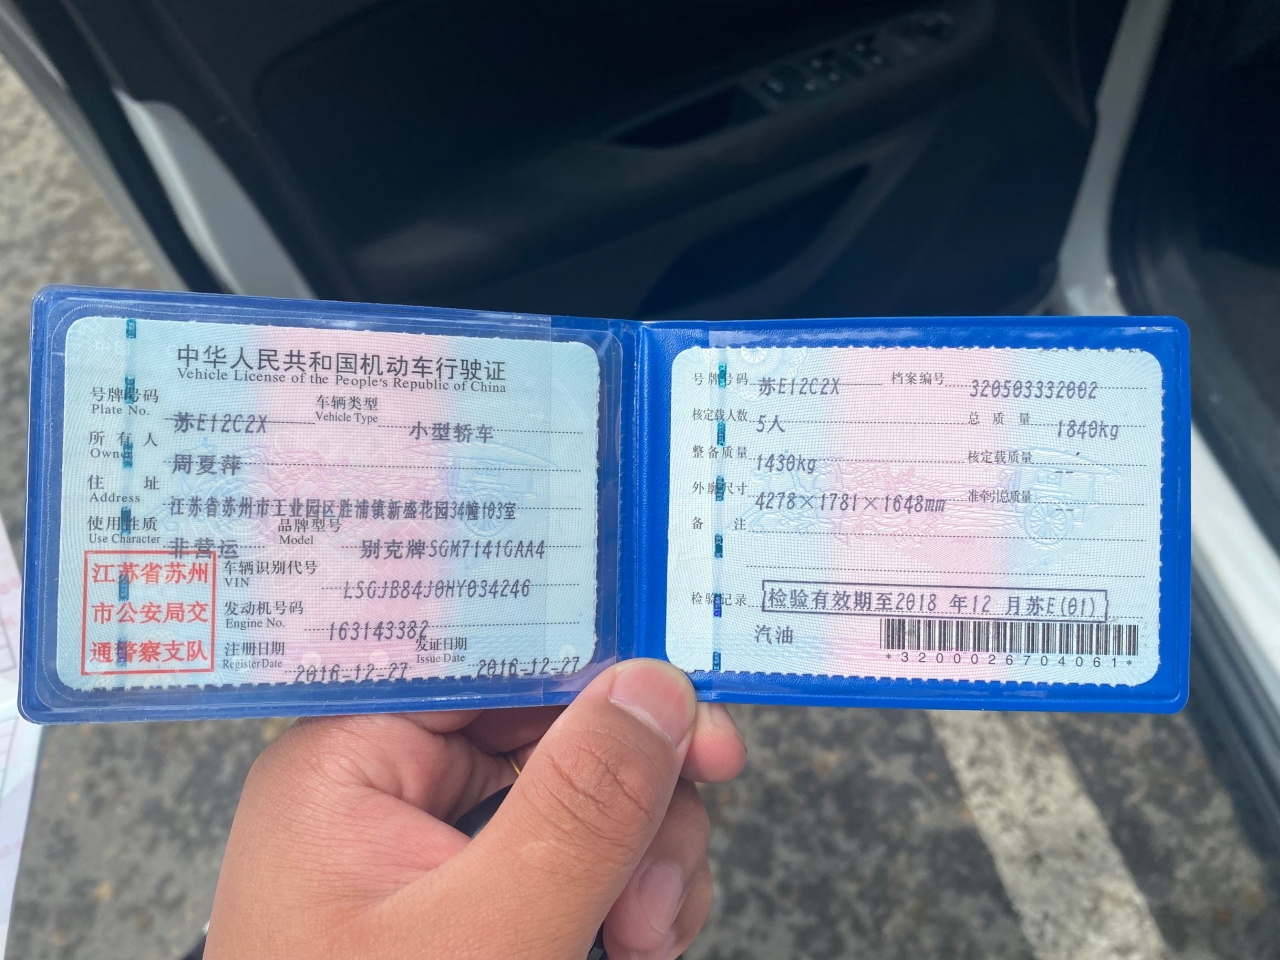 中华人民共和国机动车行驶证
Vehicle License of the People's Republic of China
号牌号码 苏E12C2X 车辆类型 小型轿车
Plate No. Vehicle Type
所有人 周夏萍
Owner
住址 江苏省苏州市工业园区胜浦镇新盛花园34幢103室
Address
使用性质 非营运 品牌型号 别克牌SGM7141GAA4
Use Character Model
车辆识别代号 LSGJB84J0HY034246
VIN
发动机号码 163143382
Engine No.
注册日期 2016-12-27 发证日期 2016-12-27
Register Date Issue Date
江苏省苏州
市公安局交
通警察支队
号牌号码 苏E12C2X 档案编号 320503332002
核定载人数 5人 总质量 1840kg
整备质量 1430kg 核定载质量 --
外廓尺寸 4278×1781×1648mm 准牵引总质量 --
备注
检验记录 检验有效期至2018 年12 月苏E(01)
汽油
*3200026704061*